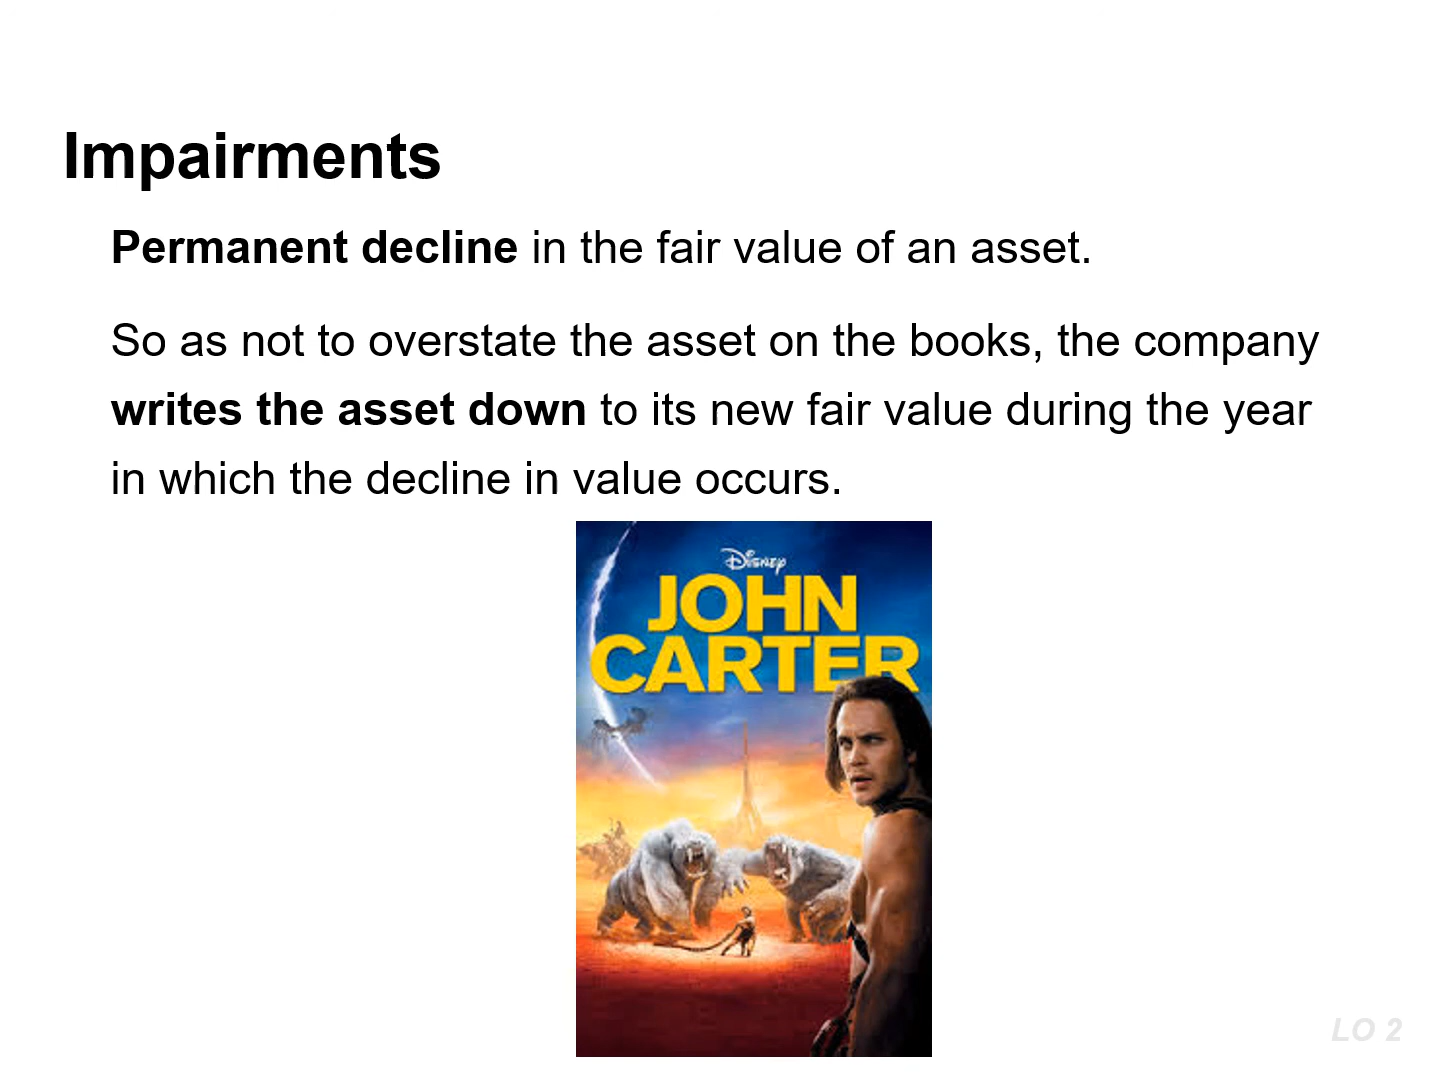 Impairments
Permanent decline in the fair value of an asset.
So as not to overstate the asset on the books, the company
writes the asset down to its new fair value during the year
in which the decline in value occurs.
Disney
JOHN
CARTER
LO 2